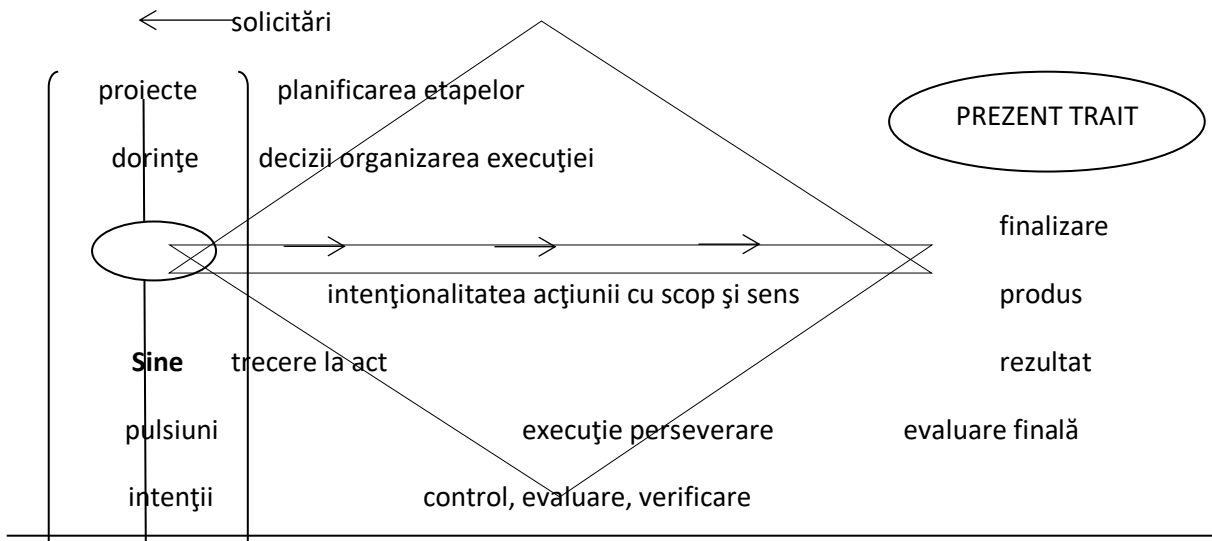 solicitări
proiecte planificarea etapelor PREZENT TRAIT
dorinţe decizii organizarea execuţiei
finalizare
intenţionalitatea acţiunii cu scop şi sens produs
Sine trecere la act rezultat
pulsiuni execuţie perseverare evaluare finală
intenţii control, evaluare, verificare